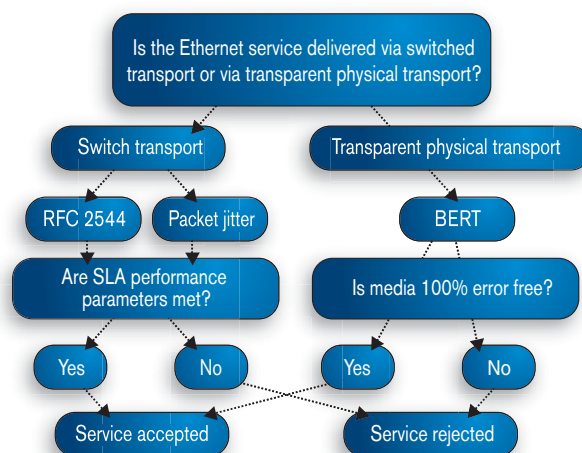 Is the Ethernet service delivered via switched
transport or via transparent physical transport?
Switch transport
Transparent physical transport
RFC 2544
Packet jitter
BERT
Are SLA performance
parameters met?
Is media 100% error free?
Yes
No
Yes
No
Service accepted
Service rejected